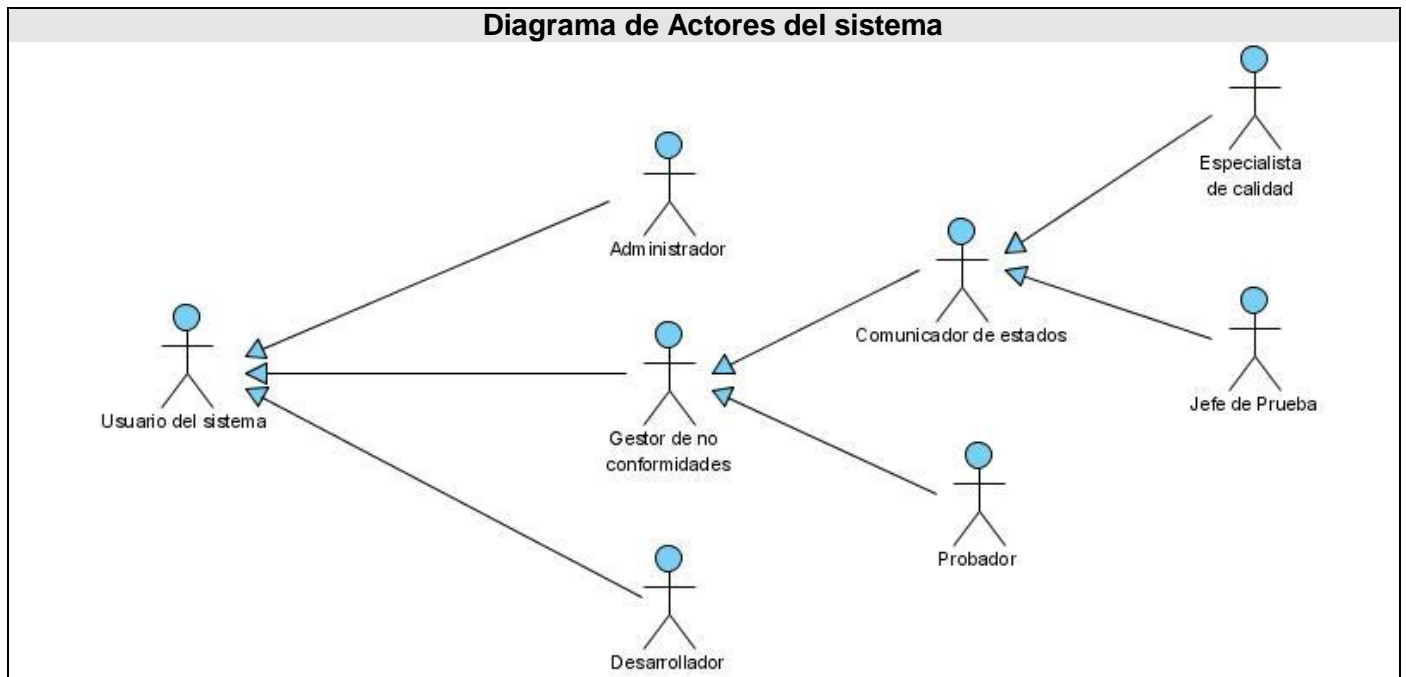 Diagrama de Actores del sistema
Especialista
de calidad
Administrador
Comunicador de estados
Jefe de Prueba
Usuario del sistema
Gestor de no
conformidades
Probador
Desarrollador